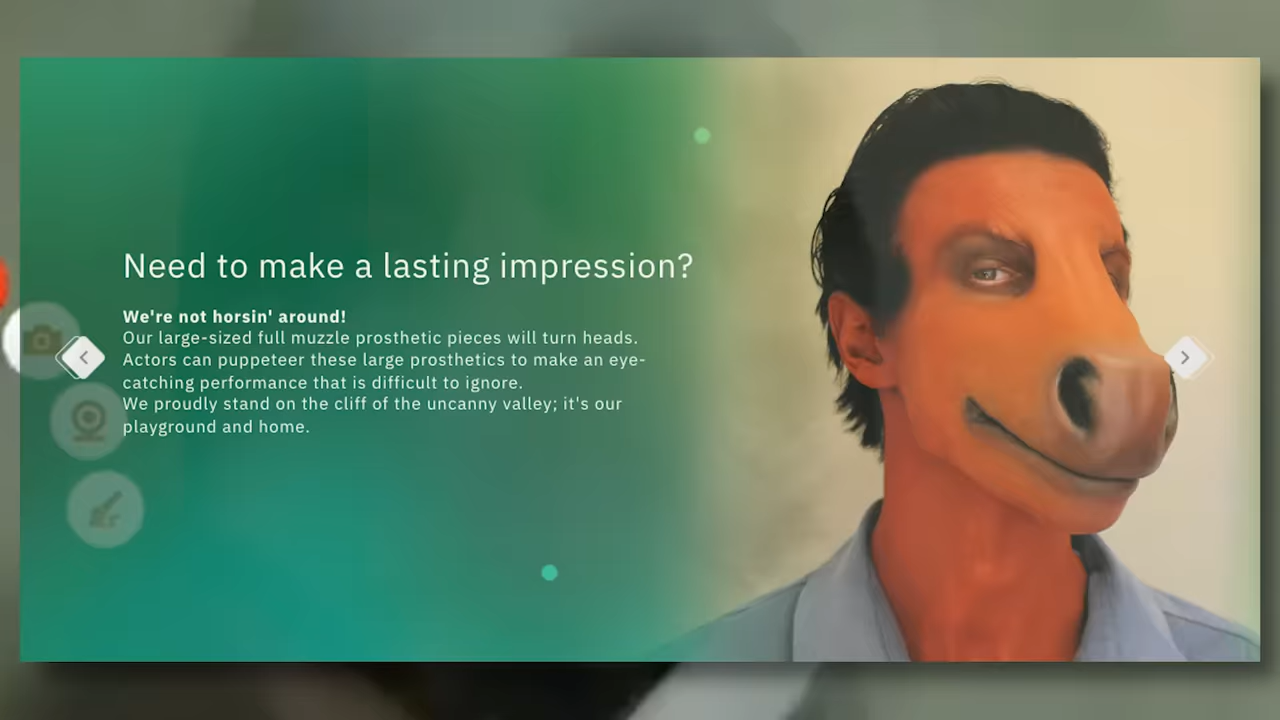 Need to make a lasting impression?
We're not horsin' around!
Our large-sized full muzzle prosthetic pieces will turn heads.
Actors can puppeteer these large prosthetics to make an eye-
catching performance that is difficult to ignore.
We proudly stand on the cliff of the uncanny valley; it's our
playground and home.